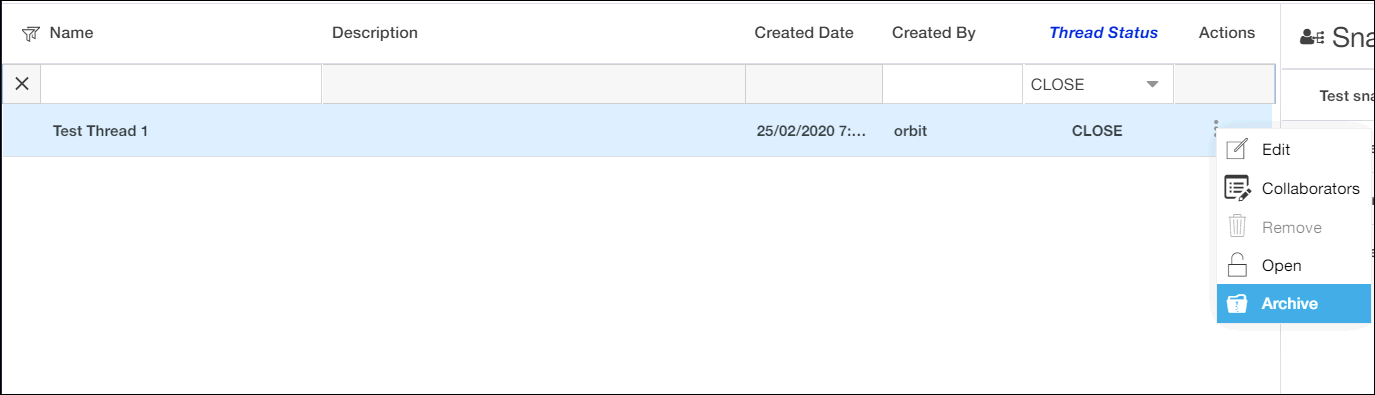 Name Description Created Date Created By Thread Status Actions
Sna
CLOSE
Test sna
Test Thread 1 25/02/2020 7:... orbit CLOSE
Edit
Collaborators
Remove
Open
Archive